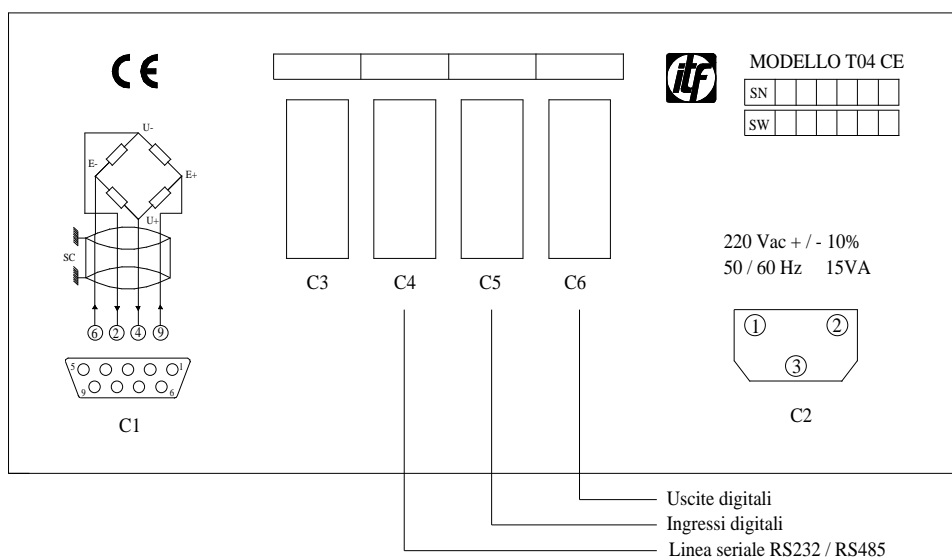 CE
itf
MODELLO T04 CE
SN
SW
U-
E-
E+
U+
SC
6 2 4 9
5 1
9 6
C1
C3 C4 C5 C6
220 Vac + / - 10%
50 / 60 Hz 15VA
1 2
3
C2
Uscite digitali
Ingressi digitali
Linea seriale RS232 / RS485